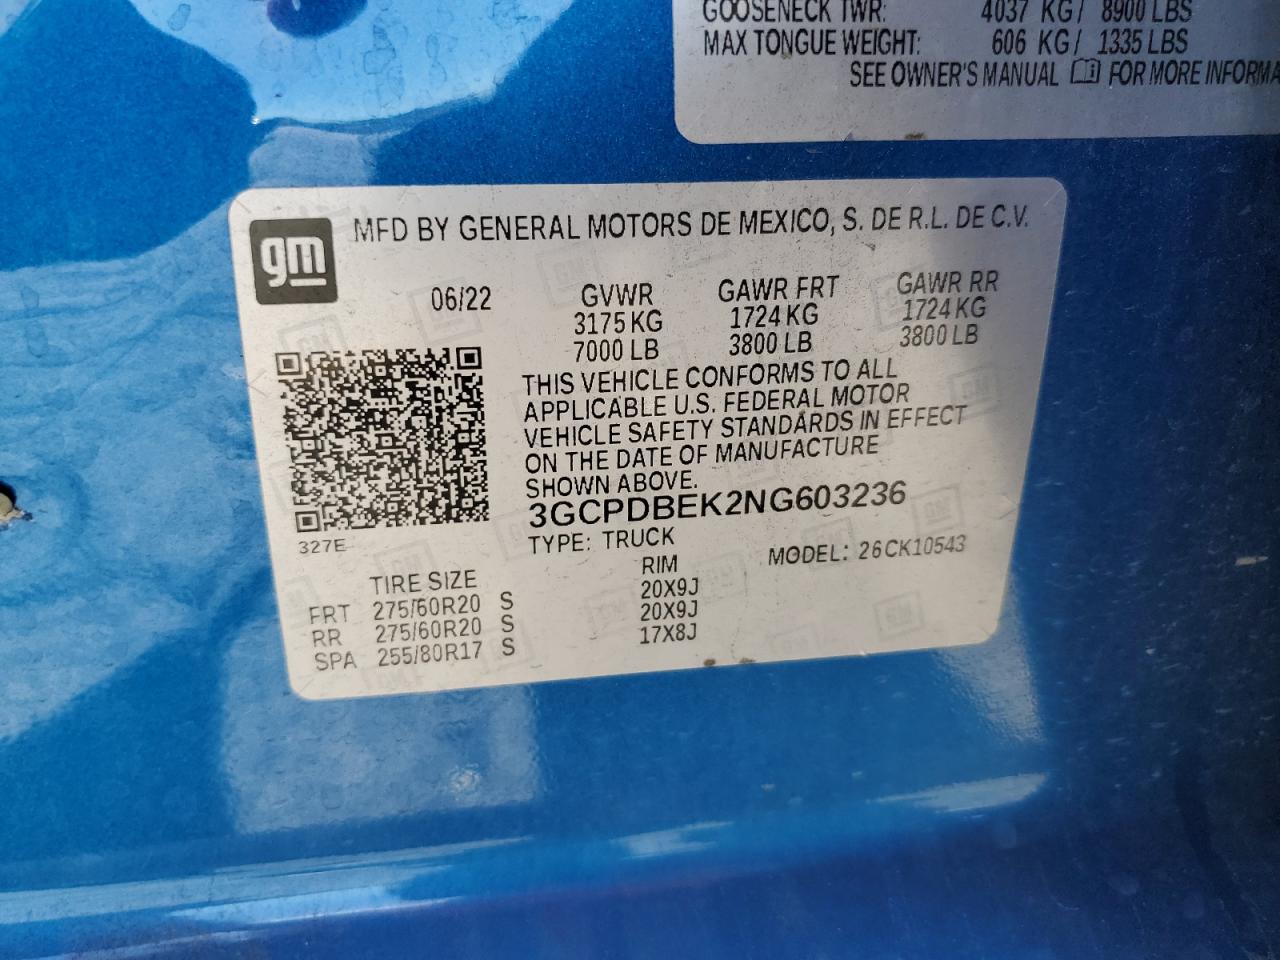 GOOSENECK TWR: 4037 KG/ 8900 LBS
MAX TONGUE WEIGHT: 606 KG/ 1335 LBS
SEE OWNER'S MANUAL FOR MORE INFORMA
gm
MFD BY GENERAL MOTORS DE MEXICO, S. DE R.L. DE C.V.
06/22 GVWR GAWR FRT GAWR RR
3175 KG 1724 KG 1724 KG
7000 LB 3800 LB 3800 LB
THIS VEHICLE CONFORMS TO ALL
APPLICABLE U.S. FEDERAL MOTOR
VEHICLE SAFETY STANDARDS IN EFFECT
ON THE DATE OF MANUFACTURE
SHOWN ABOVE.
3GCPDBEK2NG603236
327E TYPE: TRUCK MODEL: 26CK10543
TIRE SIZE RIM
FRT 275/60R20 S 20X9J
RR 275/60R20 S 20X9J
SPA 255/80R17 S 17X8J